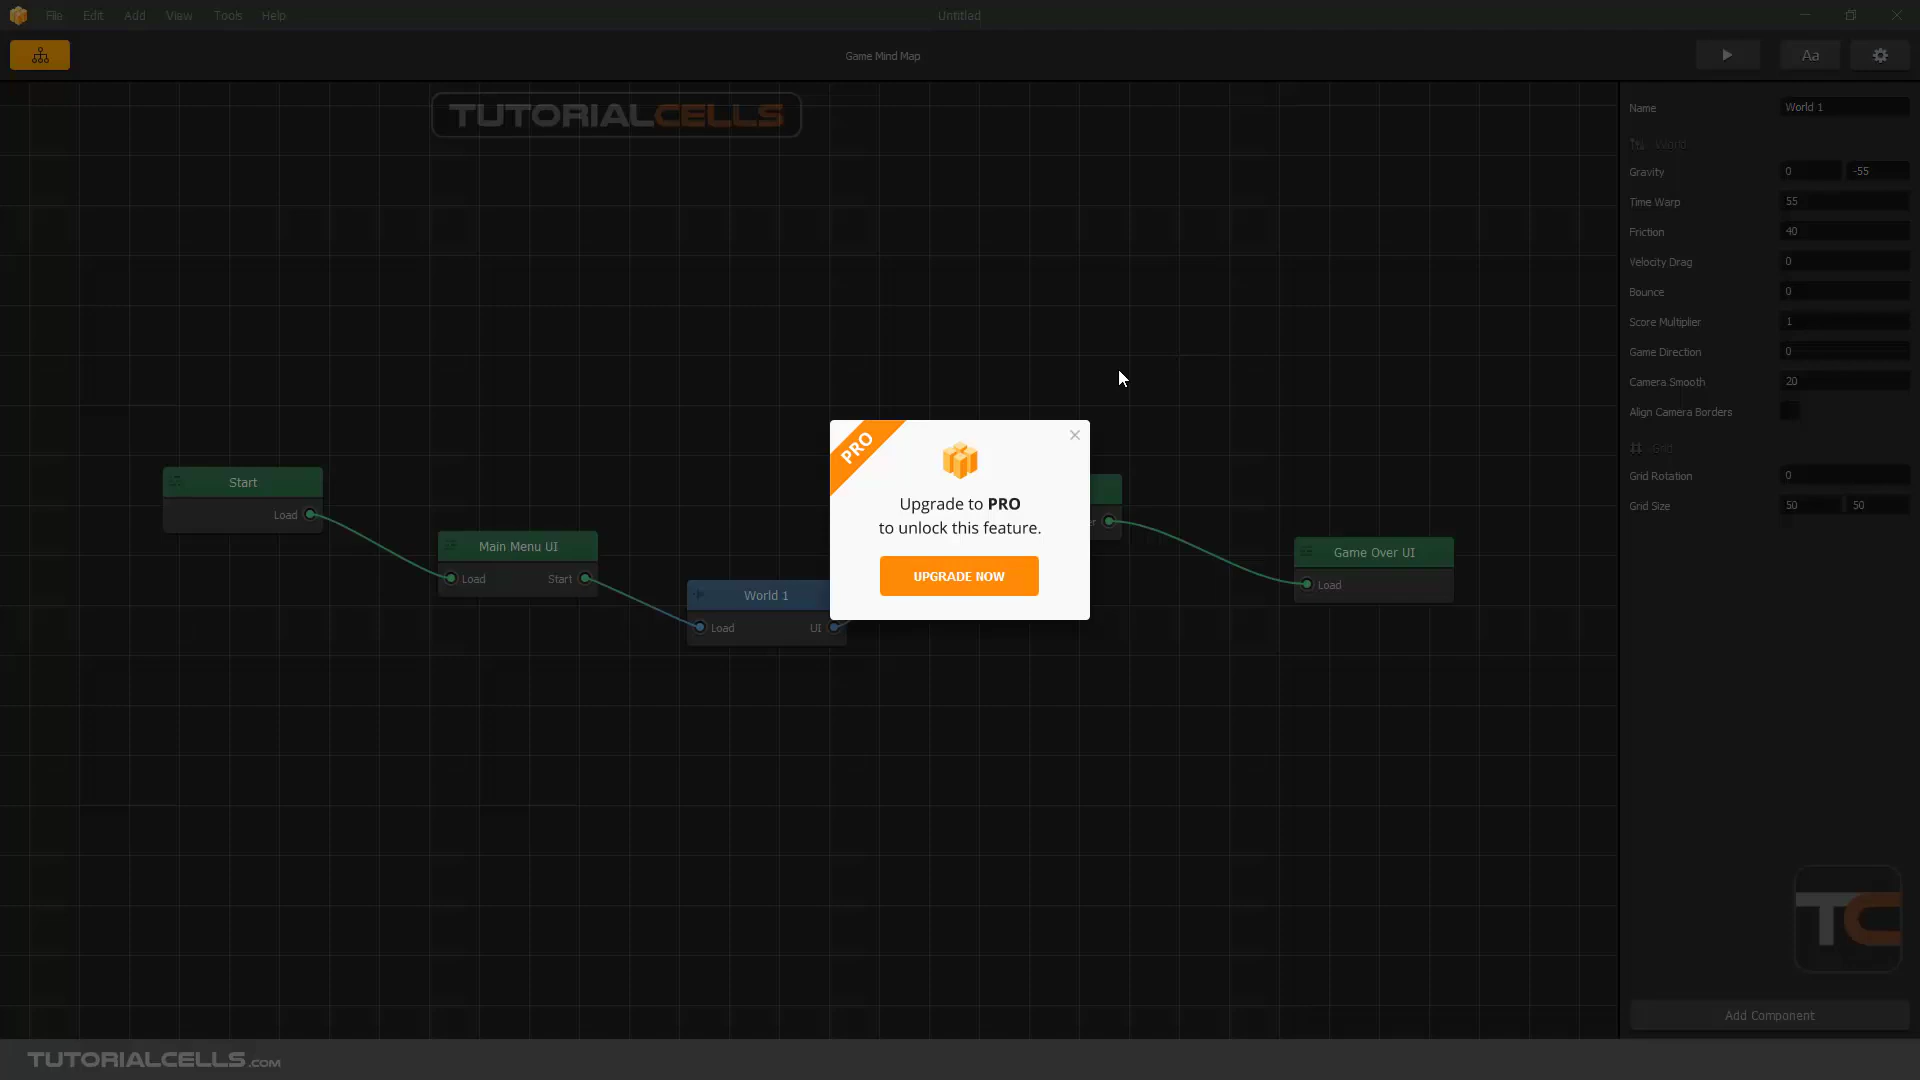 File Edit Add View Tools Help
Untitled
Game Mind Map
Aa
TUTORIALCELLS
Name World 1
World
Gravity 0 -55
Time Warp 55
Friction 40
Velocity Drag 0
Bounce 0
Score Multiplier 1
Game Direction 0
Camera Smooth 20
Align Camera Borders
Grid
Grid Rotation 0
Grid Size 50 50
PRO
Upgrade to PRO
to unlock this feature.
UPGRADE NOW
Start
Load
Main Menu UI
Load Start
World 1
Load UI
Game Over UI
Load
TC
Add Component
TUTORIALCELLS.COM